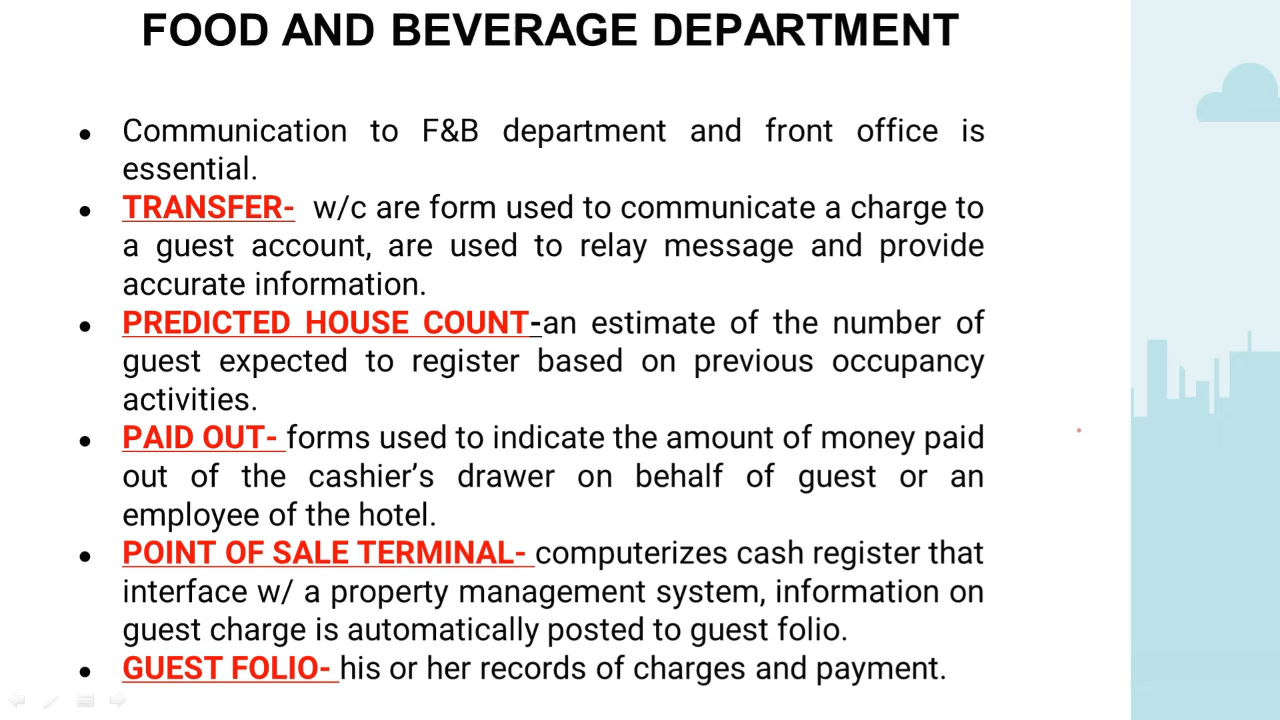 FOOD AND BEVERAGE DEPARTMENT
● Communication to F&B department and front office is
essential.
● TRANSFER- w/c are form used to communicate a charge to
a guest account, are used to relay message and provide
accurate information.
● PREDICTED HOUSE COUNT-an estimate of the number of
guest expected to register based on previous occupancy
activities.
● PAID OUT- forms used to indicate the amount of money paid
out of the cashier’s drawer on behalf of guest or an
employee of the hotel.
● POINT OF SALE TERMINAL- computerizes cash register that
interface w/ a property management system, information on
guest charge is automatically posted to guest folio.
● GUEST FOLIO- his or her records of charges and payment.